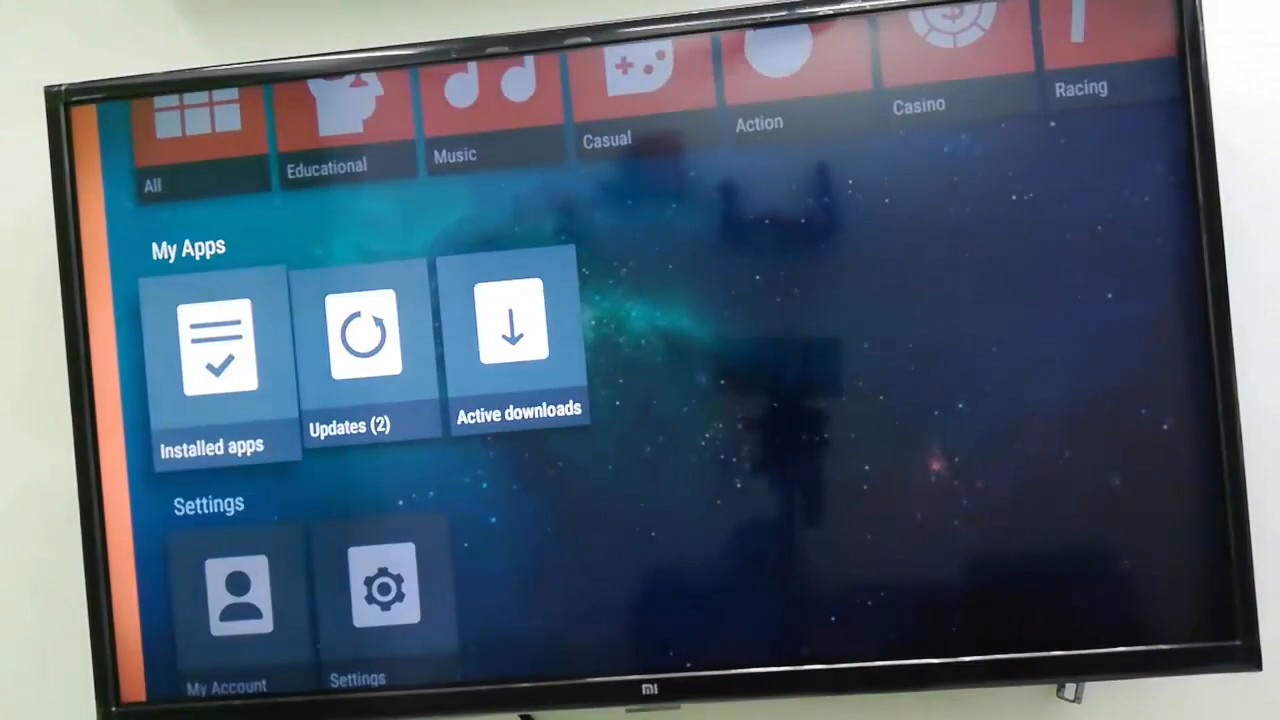 All
Educational
Music
Casual
Action
Casino
Racing
My Apps
Installed apps
Updates (2)
Active downloads
Settings
My Account
Settings
mi